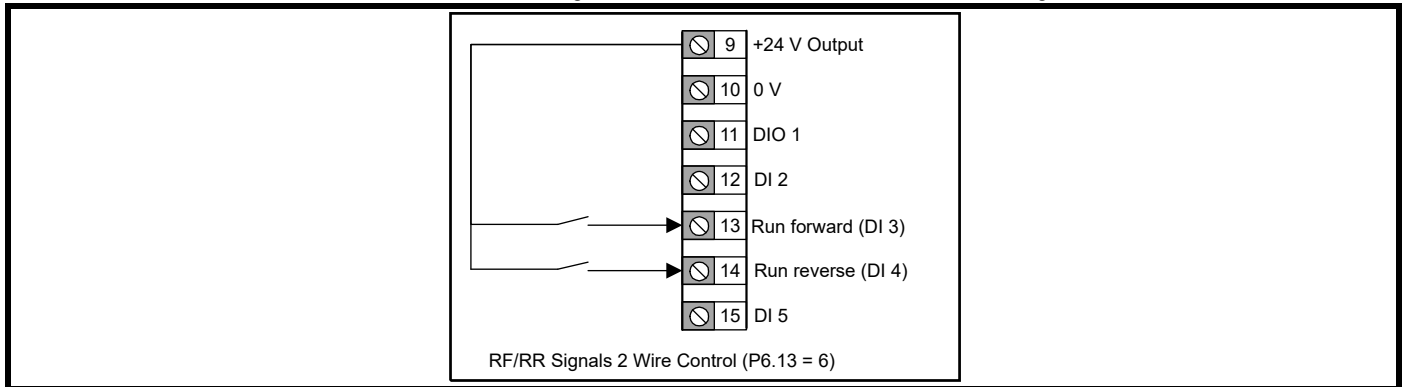 9 +24 V Output
10 0 V
11 DIO 1
12 DI 2
13 Run forward (DI 3)
14 Run reverse (DI 4)
15 DI 5
RF/RR Signals 2 Wire Control (P6.13 = 6)